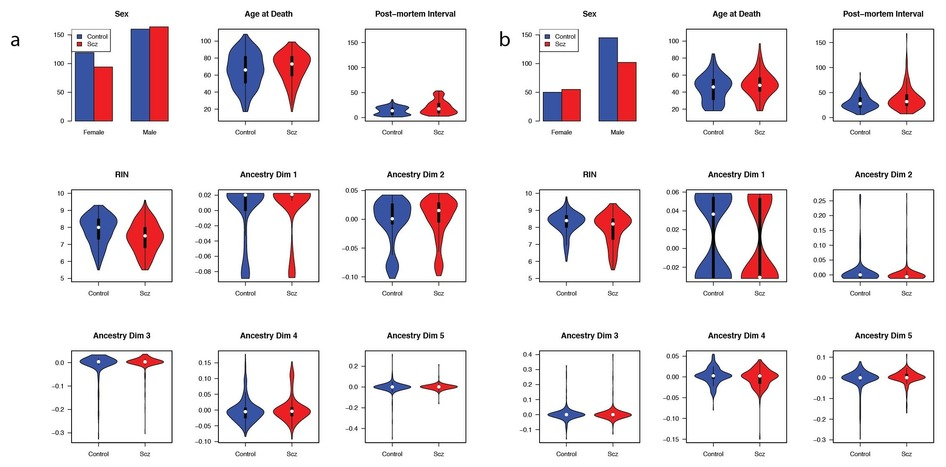 a
Sex
Control
Scz
150
100
50
0
Female Male
Age at Death
100
80
60
40
20
Control Scz
Post−mortem Interval
150
100
50
0
Control Scz
RIN
10
9
8
7
6
5
Control Scz
Ancestry Dim 1
0.02
0.00
−0.02
−0.04
−0.06
−0.08
Control Scz
Ancestry Dim 2
0.05
0.00
−0.05
−0.10
Control Scz
Ancestry Dim 3
0.0
−0.1
−0.2
−0.3
Control Scz
Ancestry Dim 4
0.15
0.10
0.05
0.00
−0.05
−0.10
Control Scz
Ancestry Dim 5
0.2
0.0
−0.2
−0.4
Control Scz
b
Sex
Control
Scz
150
100
50
0
Female Male
Age at Death
100
80
60
40
20
Control Scz
Post−mortem Interval
150
100
50
0
Control Scz
RIN
10
9
8
7
6
5
Control Scz
Ancestry Dim 1
0.06
0.04
0.02
0.00
−0.02
Control Scz
Ancestry Dim 2
0.25
0.20
0.15
0.10
0.05
0.00
Control Scz
Ancestry Dim 3
0.4
0.3
0.2
0.1
0.0
−0.1
Control Scz
Ancestry Dim 4
0.05
0.00
−0.05
−0.10
−0.15
Control Scz
Ancestry Dim 5
0.1
0.0
−0.1
−0.2
−0.3
Control Scz